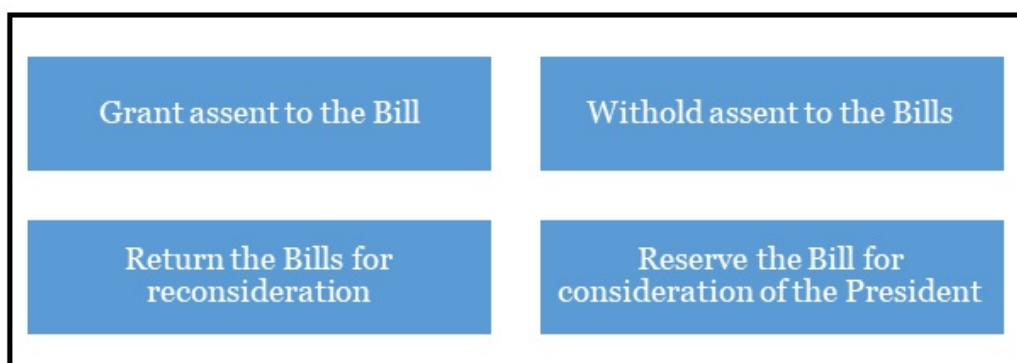 Grant assent to the Bill
Withold assent to the Bills
Return the Bills for
reconsideration
Reserve the Bill for
consideration of the President